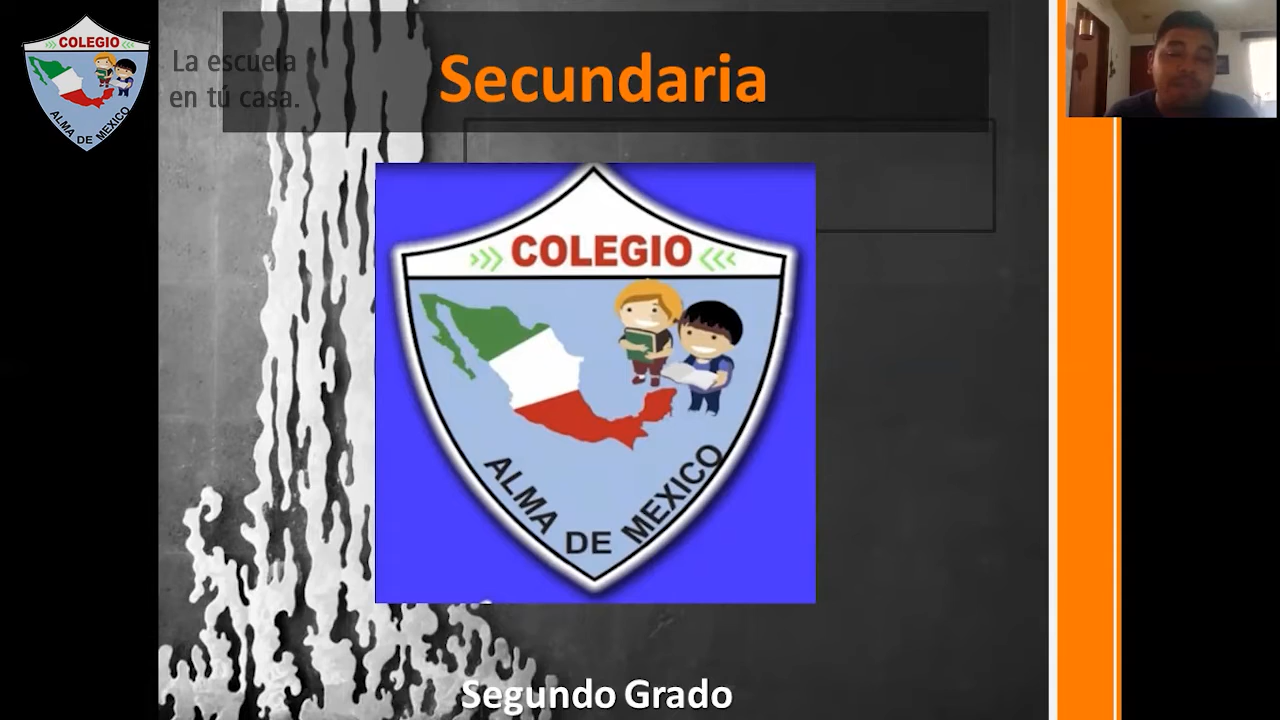 COLEGIO
ALMA DE MEXICO
La escuela
en tú casa.
Secundaria
COLEGIO
ALMA DE MEXICO
Segundo Grado